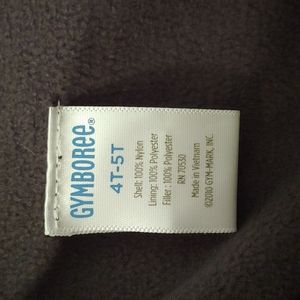 GYMBOREE®
4T-5T
Shell: 100% Nylon
Lining: 100% Polyester
Filler: 100% Polyester
RN 70530
Made in Vietnam
©2010 GYM-MARK, INC.